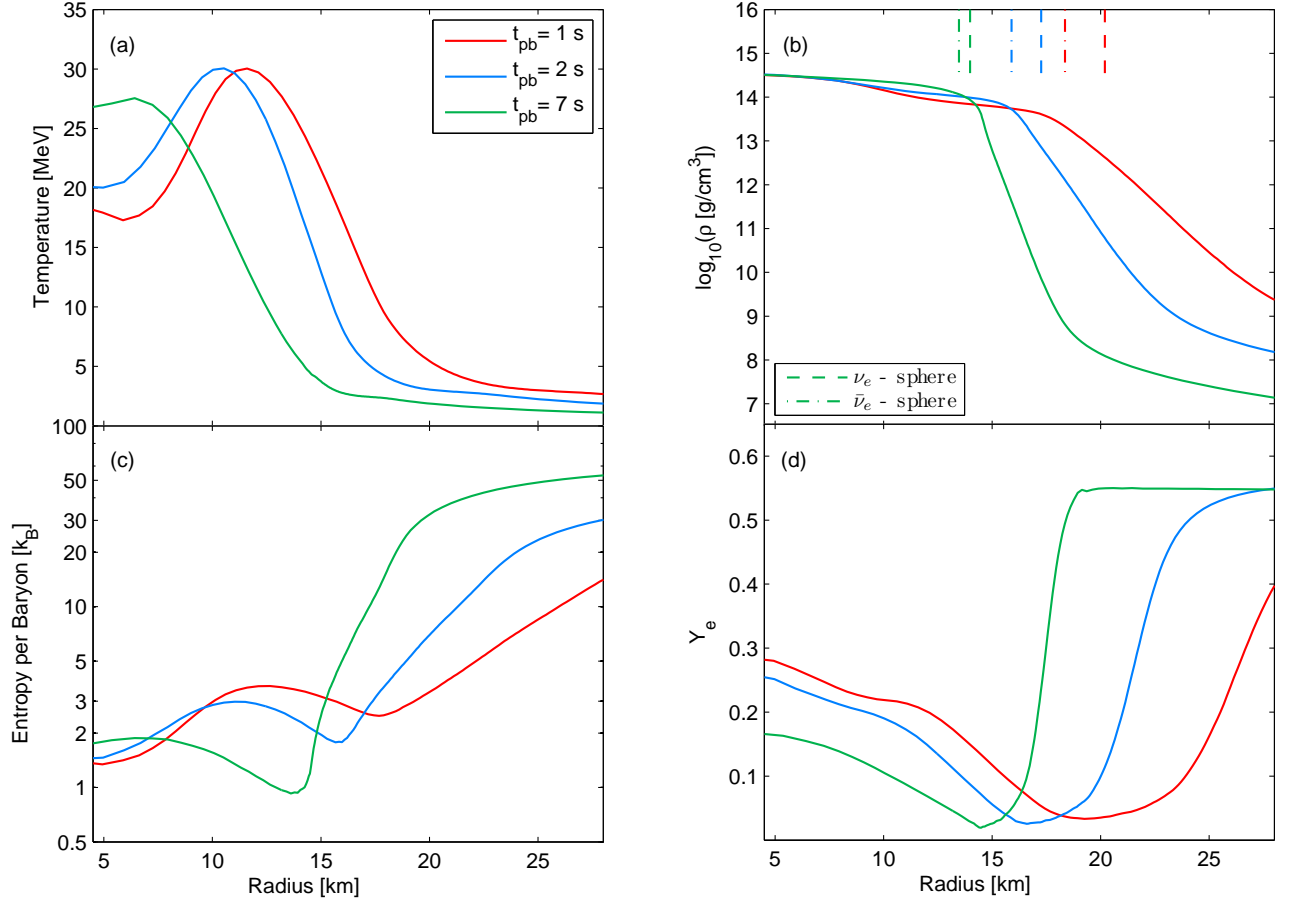 (a)
t_pb = 1 s
t_pb = 2 s
t_pb = 7 s
35
30
25
20
15
10
5
Temperature [MeV]
(b)
16
15
14
13
12
11
10
9
8
7
log_10(ρ [g/cm^3])
ν_e - sphere
ν̄_e - sphere
(c)
100
50
30
20
10
5
3
2
1
0.5
Entropy per Baryon [k_B]
5 10 15 20 25
Radius [km]
(d)
0.6
0.5
0.4
0.3
0.2
0.1
Y_e
5 10 15 20 25
Radius [km]